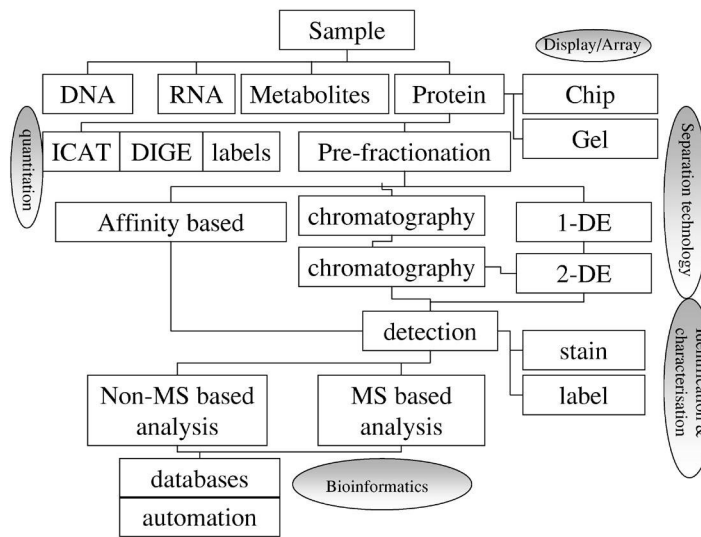 Sample
Display/Array
DNA
RNA
Metabolites
Protein
Chip
quantitation
ICAT
DIGE
labels
Pre-fractionation
Gel
Separation technology
Affinity based
chromatography
1-DE
chromatography
2-DE
detection
Identification &
characterisation
stain
Non-MS based
analysis
MS based
analysis
label
databases
Bioinformatics
automation